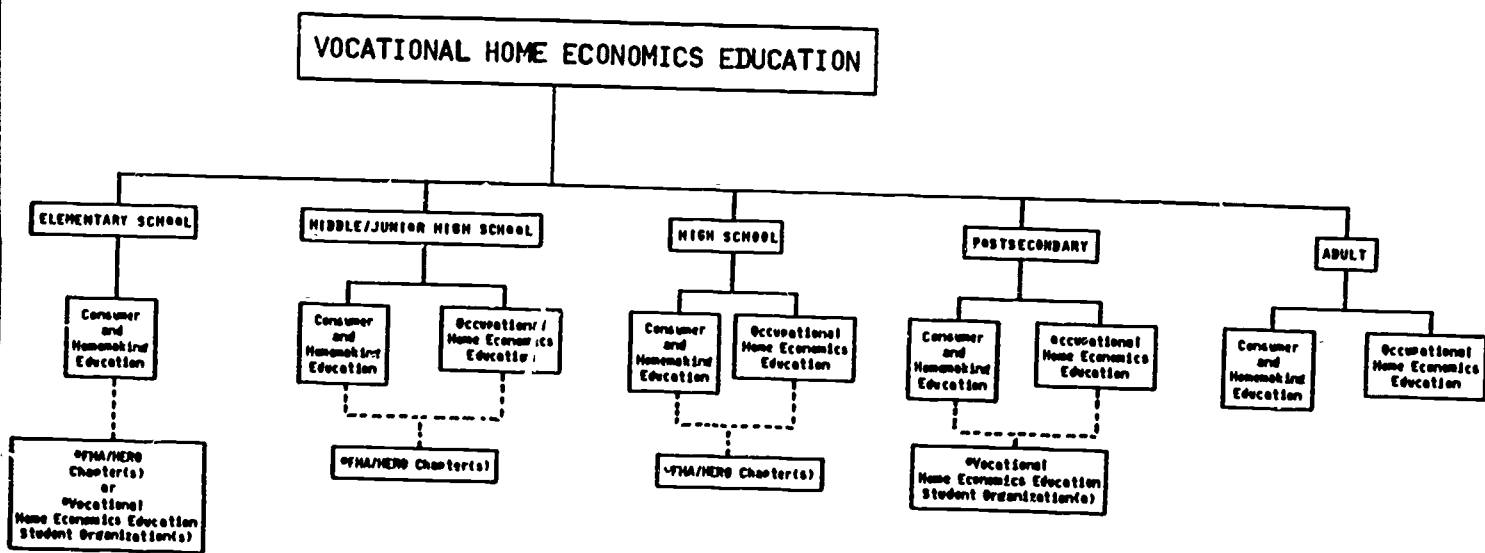 VOCATIONAL HOME ECONOMICS EDUCATION
ELEMENTARY SCHOOL
MIDDLE/JUNIOR HIGH SCHOOL
HIGH SCHOOL
POSTSECONDARY
ADULT
Consumer
and
Homemaking
Education
Consumer
and
Homemaking
Education
Occupational
Home Economics
Education
Consumer
and
Homemaking
Education
Occupational
Home Economics
Education
Consumer
and
Homemaking
Education
Occupational
Home Economics
Education
Consumer
and
Homemaking
Education
Occupational
Home Economics
Education
*FHA/HERO
Chapter(s)
or
*Vocational
Home Economics Education
Student Organization(s)
*FHA/HERO Chapter(s)
*FHA/HERO Chapter(s)
*Vocational
Home Economics Education
Student Organization(s)